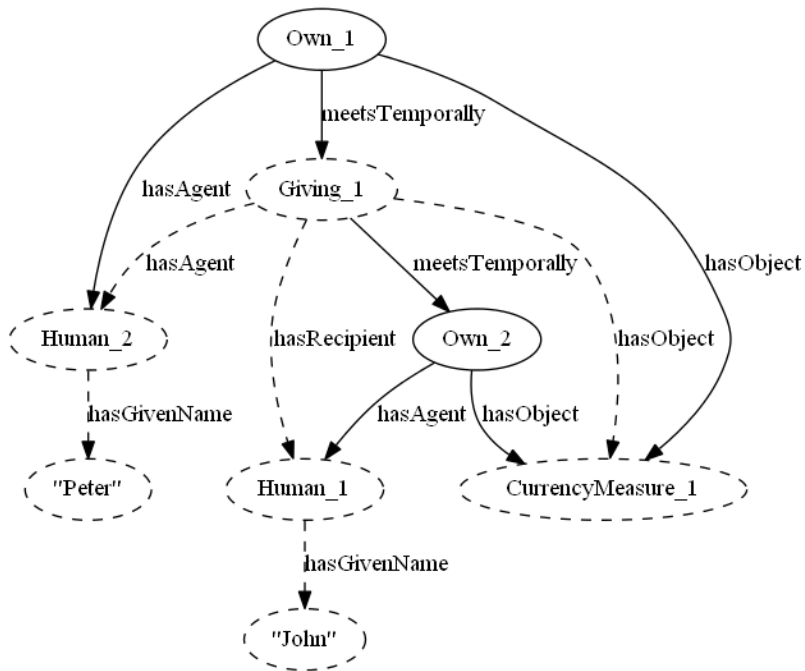 Own_1
meetsTemporally
hasAgent
Giving_1
hasAgent
meetsTemporally
hasObject
Human_2
hasRecipient
Own_2
hasObject
hasGivenName
hasAgent
hasObject
"Peter"
Human_1
CurrencyMeasure_1
hasGivenName
"John"